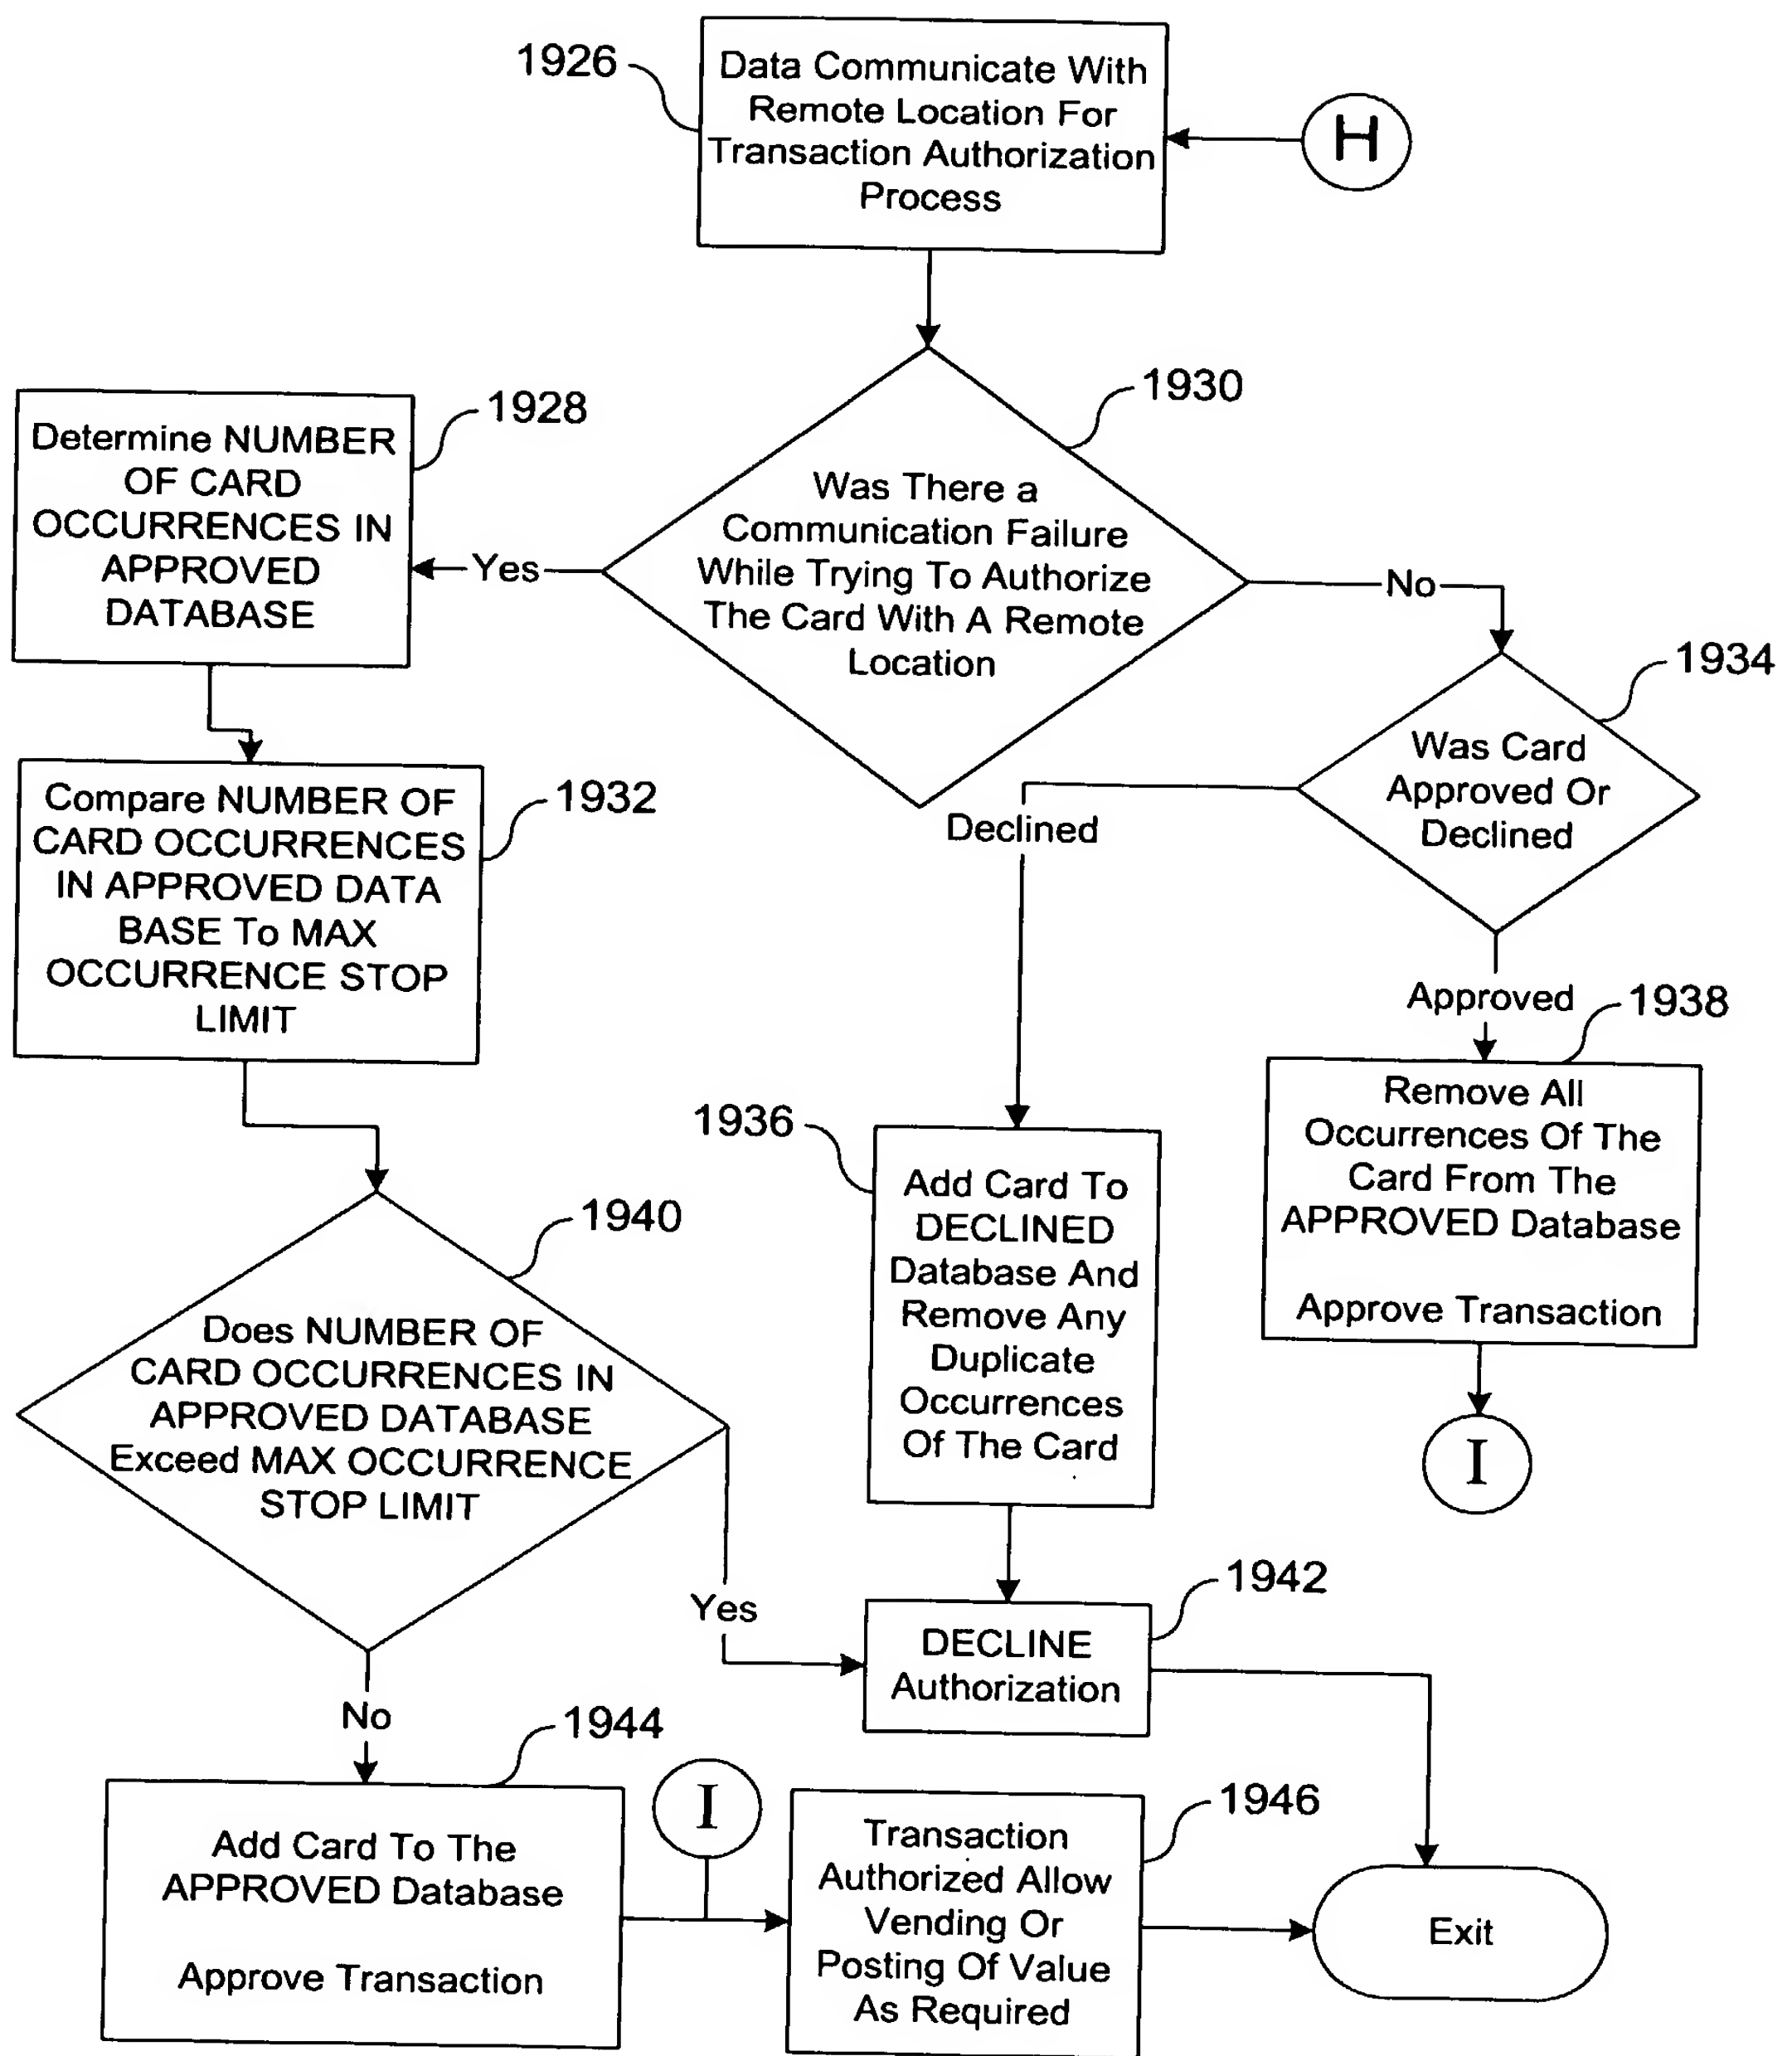 1926
Data Communicate With
Remote Location For
Transaction Authorization
Process
H
1930
Was There a
Communication Failure
While Trying To Authorize
The Card With A Remote
Location
Yes
No
1928
Determine NUMBER
OF CARD
OCCURRENCES IN
APPROVED
DATABASE
1934
Was Card
Approved Or
Declined
Declined
Approved
1932
Compare NUMBER OF
CARD OCCURRENCES
IN APPROVED DATA
BASE To MAX
OCCURRENCE STOP
LIMIT
1938
Remove All
Occurrences Of The
Card From The
APPROVED Database
Approve Transaction
I
1936
Add Card To
DECLINED
Database And
Remove Any
Duplicate
Occurrences
Of The Card
1940
Does NUMBER OF
CARD OCCURRENCES IN
APPROVED DATABASE
Exceed MAX OCCURRENCE
STOP LIMIT
Yes
No
1942
DECLINE
Authorization
1944
Add Card To The
APPROVED Database
Approve Transaction
I
1946
Transaction
Authorized Allow
Vending Or
Posting Of Value
As Required
Exit